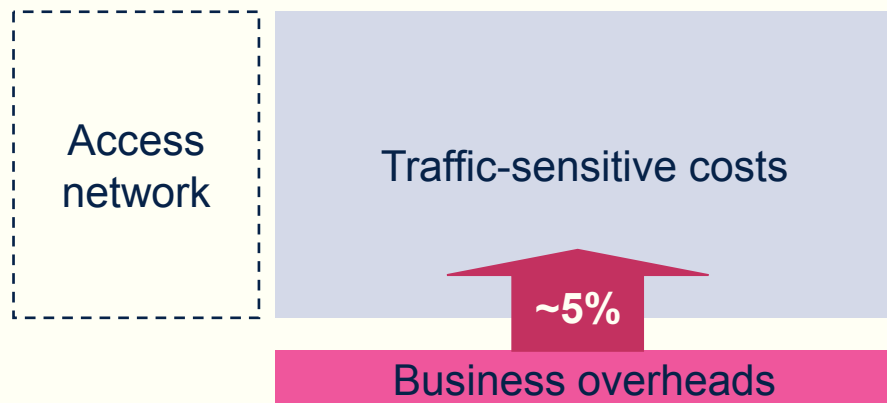 Access
network
Traffic-sensitive costs
~5%
Business overheads